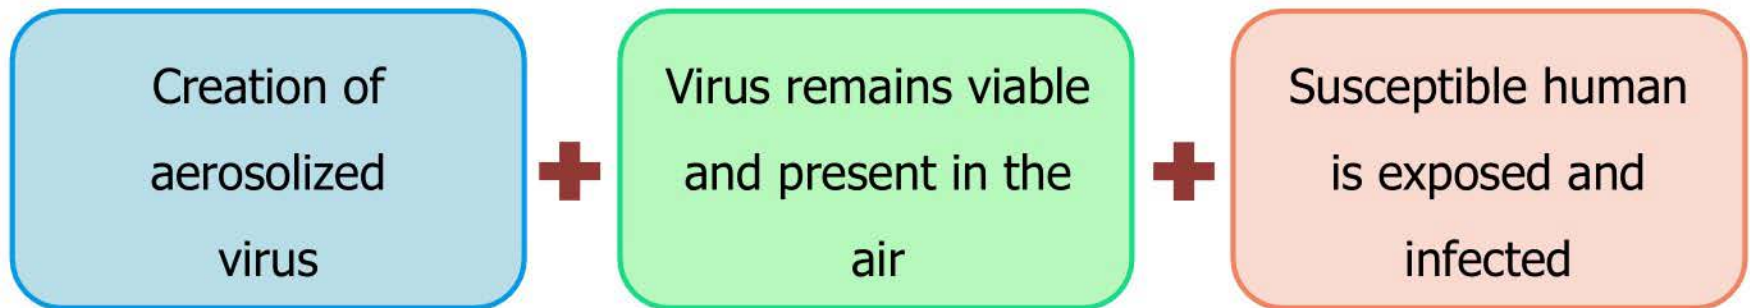 Creation of
aerosolized
virus
Virus remains viable
and present in the
air
Susceptible human
is exposed and
infected